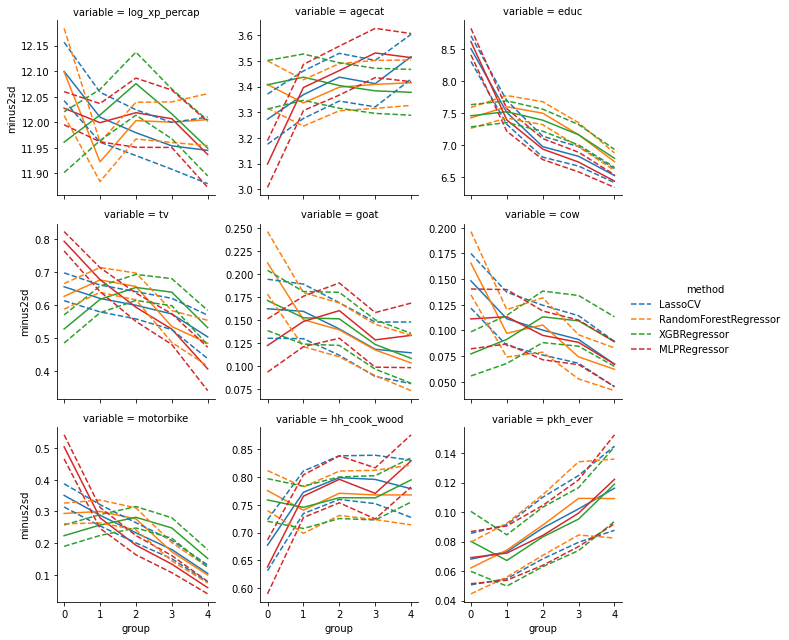 variable = log_xp_percap
variable = agecat
variable = educ
minus2sd
12.15
12.10
12.05
12.00
11.95
11.90
3.6
3.5
3.4
3.3
3.2
3.1
3.0
8.5
8.0
7.5
7.0
6.5
variable = tv
variable = goat
variable = cow
minus2sd
0.8
0.7
0.6
0.5
0.4
0.250
0.225
0.200
0.175
0.150
0.125
0.100
0.075
0.200
0.175
0.150
0.125
0.100
0.075
0.050
method
LassoCV
RandomForestRegressor
XGBRegressor
MLPRegressor
variable = motorbike
variable = hh_cook_wood
variable = pkh_ever
minus2sd
0.5
0.4
0.3
0.2
0.1
0.85
0.80
0.75
0.70
0.65
0.60
0.14
0.12
0.10
0.08
0.06
0.04
0 1 2 3 4
0 1 2 3 4
0 1 2 3 4
group
group
group